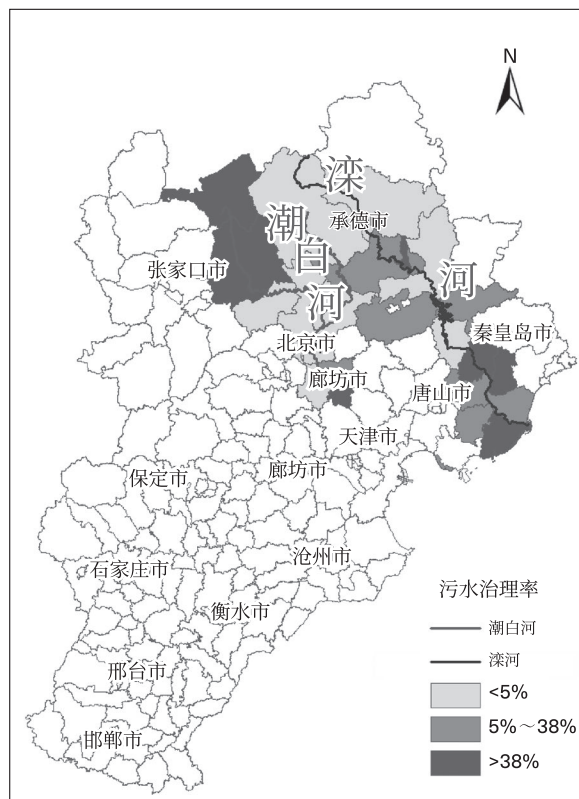 N
滦
潮
承德市
白
张家口市
河
河
秦皇岛市
北京市
廊坊市
唐山市
天津市
保定市
廊坊市
沧州市
石家庄市
衡水市
邢台市
邯郸市
污水治理率
潮白河
滦河
<5%
5%～38%
>38%